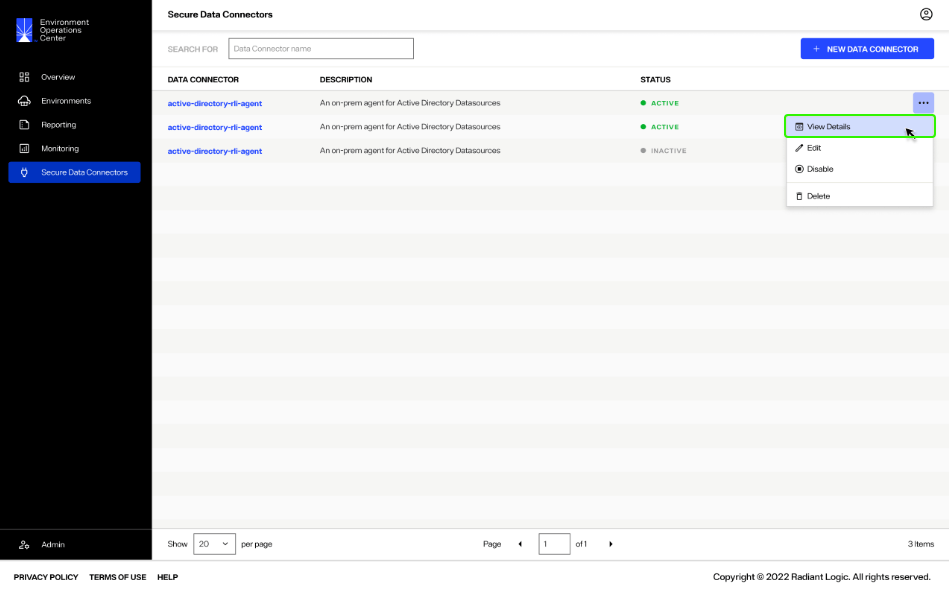 Environment
Operations
Center
Overview
Environments
Reporting
Monitoring
Secure Data Connectors
Admin
Secure Data Connectors
SEARCH FOR Data Connector name + NEW DATA CONNECTOR
DATA CONNECTOR DESCRIPTION STATUS
active-directory-rli-agent An on-prem agent for Active Directory Datasources ACTIVE ...
active-directory-rli-agent An on-prem agent for Active Directory Datasources ACTIVE
active-directory-rli-agent An on-prem agent for Active Directory Datasources INACTIVE
View Details
Edit
Disable
Delete
Show 20 per page Page 1 of 1 3 Items
PRIVACY POLICY TERMS OF USE HELP Copyright © 2022 Radiant Logic. All rights reserved.